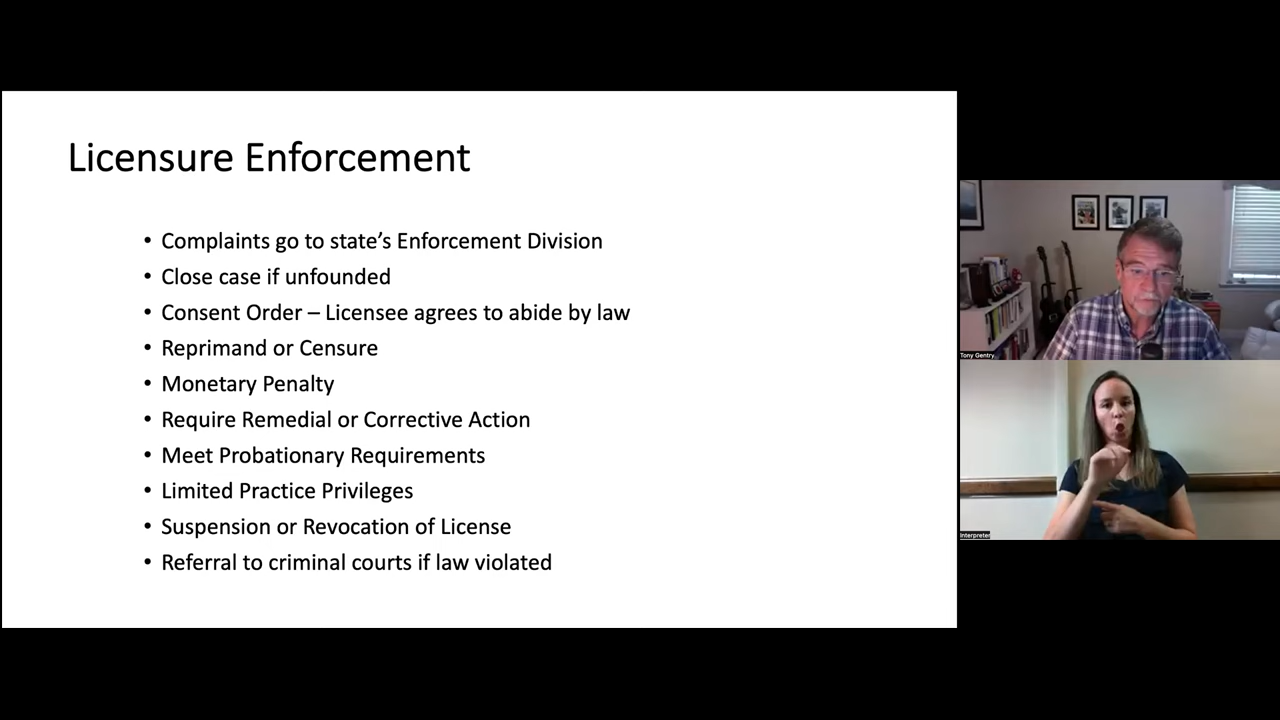 Licensure Enforcement
• Complaints go to state’s Enforcement Division
• Close case if unfounded
• Consent Order – Licensee agrees to abide by law
• Reprimand or Censure
• Monetary Penalty
• Require Remedial or Corrective Action
• Meet Probationary Requirements
• Limited Practice Privileges
• Suspension or Revocation of License
• Referral to criminal courts if law violated
Tony Gentry
Interpreter